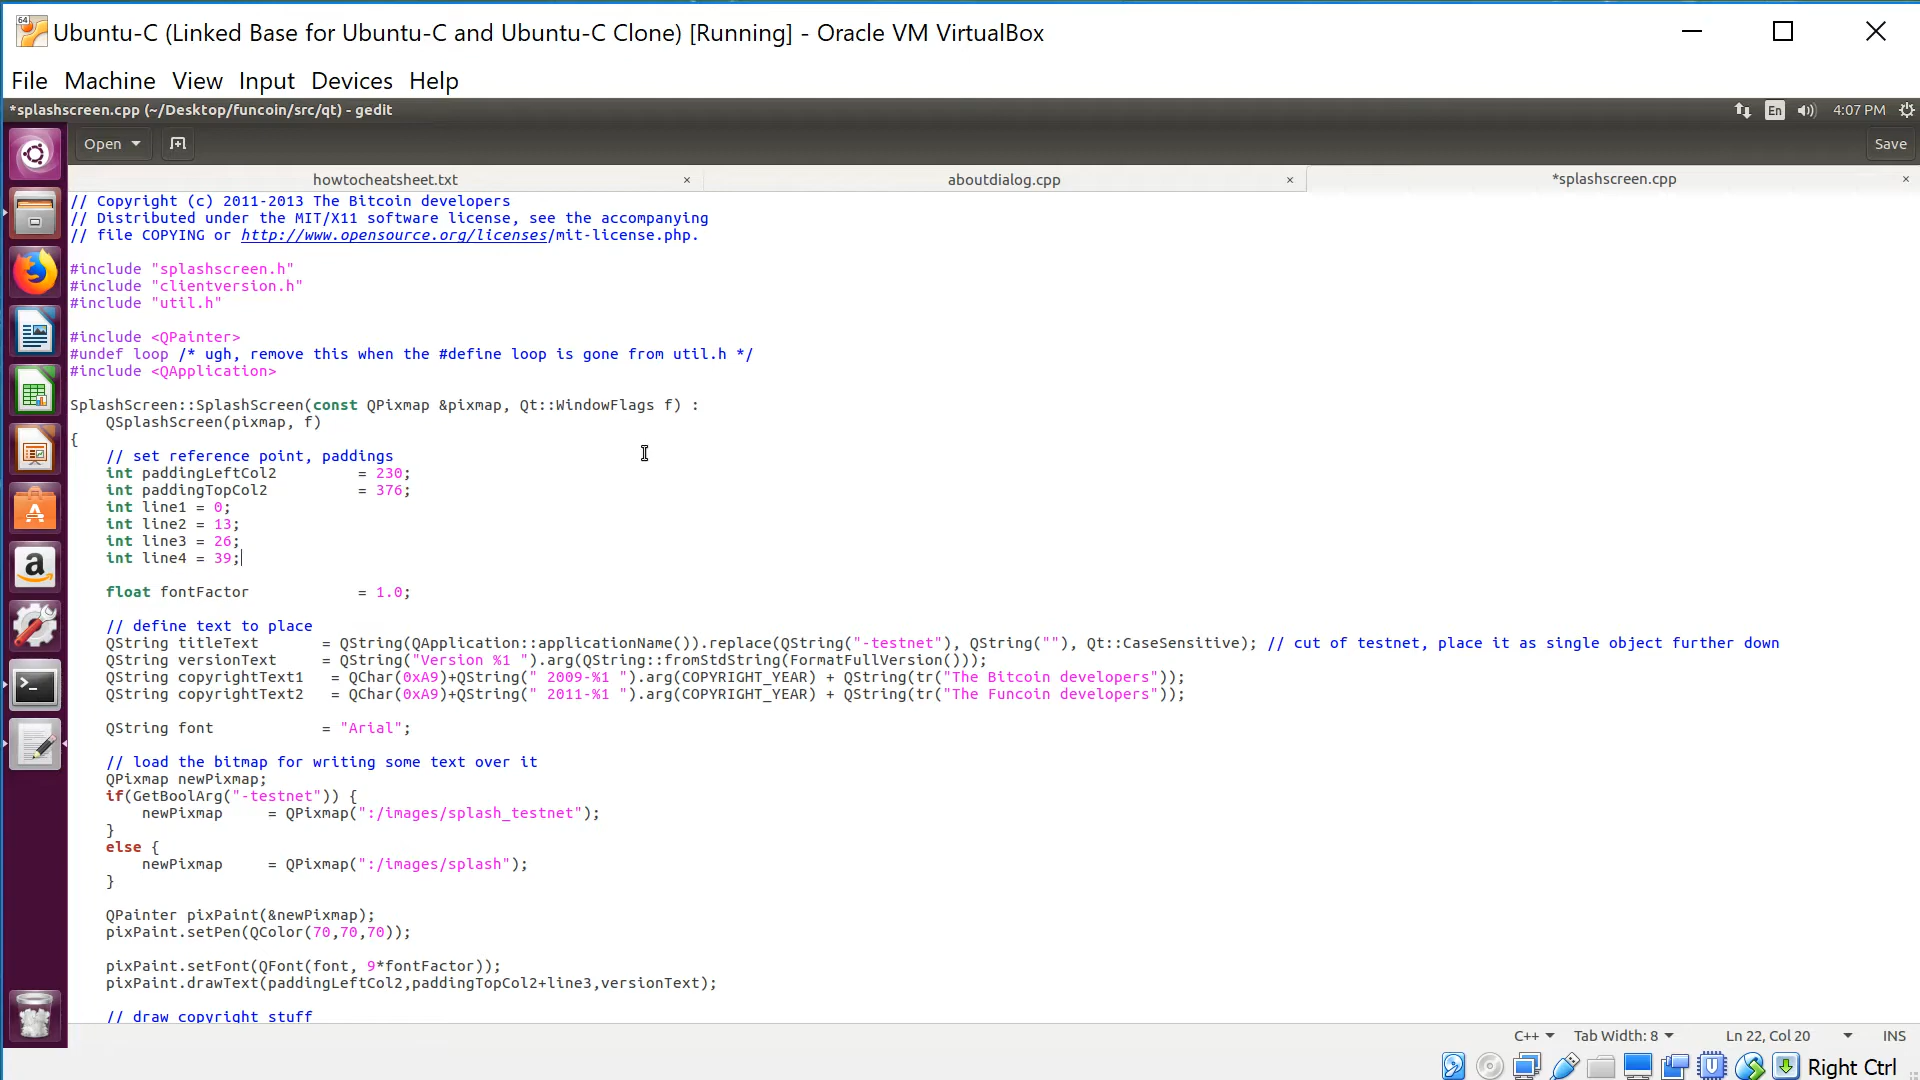 Ubuntu-C (Linked Base for Ubuntu-C and Ubuntu-C Clone) [Running] - Oracle VM VirtualBox
File Machine View Input Devices Help
*splashscreen.cpp (~/Desktop/funcoin/src/qt) - gedit
En
4:07 PM
Open
Save
howtocheatsheet.txt
aboutdialog.cpp
*splashscreen.cpp
// Copyright (c) 2011-2013 The Bitcoin developers
// Distributed under the MIT/X11 software license, see the accompanying
// file COPYING or http://www.opensource.org/licenses/mit-license.php.
#include "splashscreen.h"
#include "clientversion.h"
#include "util.h"
#include <QPainter>
#undef loop /* ugh, remove this when the #define loop is gone from util.h */
#include <QApplication>
SplashScreen::SplashScreen(const QPixmap &pixmap, Qt::WindowFlags f) :
    QSplashScreen(pixmap, f)
{
    // set reference point, paddings
    int paddingLeftCol2         = 230;
    int paddingTopCol2          = 376;
    int line1 = 0;
    int line2 = 13;
    int line3 = 26;
    int line4 = 39;
    float fontFactor            = 1.0;
    // define text to place
    QString titleText       = QString(QApplication::applicationName()).replace(QString("-testnet"), QString(""), Qt::CaseSensitive); // cut of testnet, place it as single object further down
    QString versionText     = QString("Version %1 ").arg(QString::fromStdString(FormatFullVersion()));
    QString copyrightText1   = QChar(0xA9)+QString(" 2009-%1 ").arg(COPYRIGHT_YEAR) + QString(tr("The Bitcoin developers"));
    QString copyrightText2   = QChar(0xA9)+QString(" 2011-%1 ").arg(COPYRIGHT_YEAR) + QString(tr("The Funcoin developers"));
    QString font            = "Arial";
    // load the bitmap for writing some text over it
    QPixmap newPixmap;
    if(GetBoolArg("-testnet")) {
        newPixmap     = QPixmap(":/images/splash_testnet");
    }
    else {
        newPixmap     = QPixmap(":/images/splash");
    }
    QPainter pixPaint(&newPixmap);
    pixPaint.setPen(QColor(70,70,70));
    pixPaint.setFont(QFont(font, 9*fontFactor));
    pixPaint.drawText(paddingLeftCol2,paddingTopCol2+line3,versionText);
    // draw copyright stuff
C++
Tab Width: 8
Ln 22, Col 20
INS
Right Ctrl